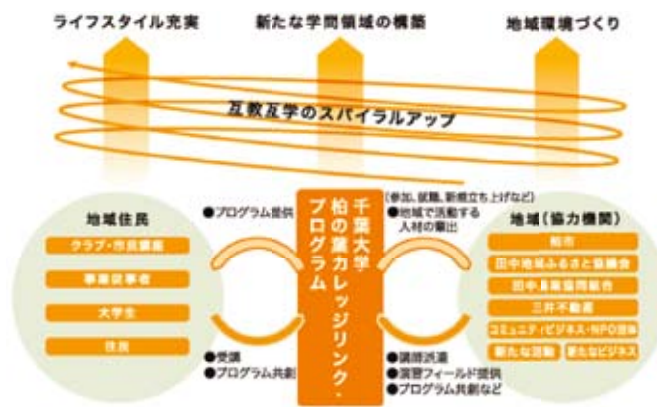 ライフスタイル充実
新たな学問領域の構築
地域環境づくり
互教互学のスパイラルアップ
地域住民
クラブ・市民講座
事業従事者
大学生
住民
●プログラム提供
●受講
●プログラム共創
千葉大学
柏の葉カレッジリンク・
プログラム
(参加、就職、新規立ち上げなど)
●地域で活動する
人材の輩出
●講師派遣
●演習フィールド提供
●プログラム共創など
地域(協力機関)
柏市
田中地域ふるさと協議会
田中農業協同組合
三井不動産
コミュニティビジネス・NPO団体
新たな活動
新たなビジネス